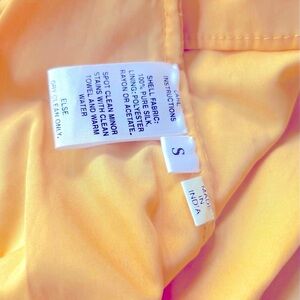 CARE
INSTRUCTIONS
SHELL FABRIC:
100% PURE SILK.
LINING: POLYESTER
RAYON OR ACETATE.
SPOT CLEAN MINOR
STAINS WITH CLEAN
TOWEL AND WARM
WATER
ELSE
DRY CLEAN ONLY.
S
MADE
IN
INDIA